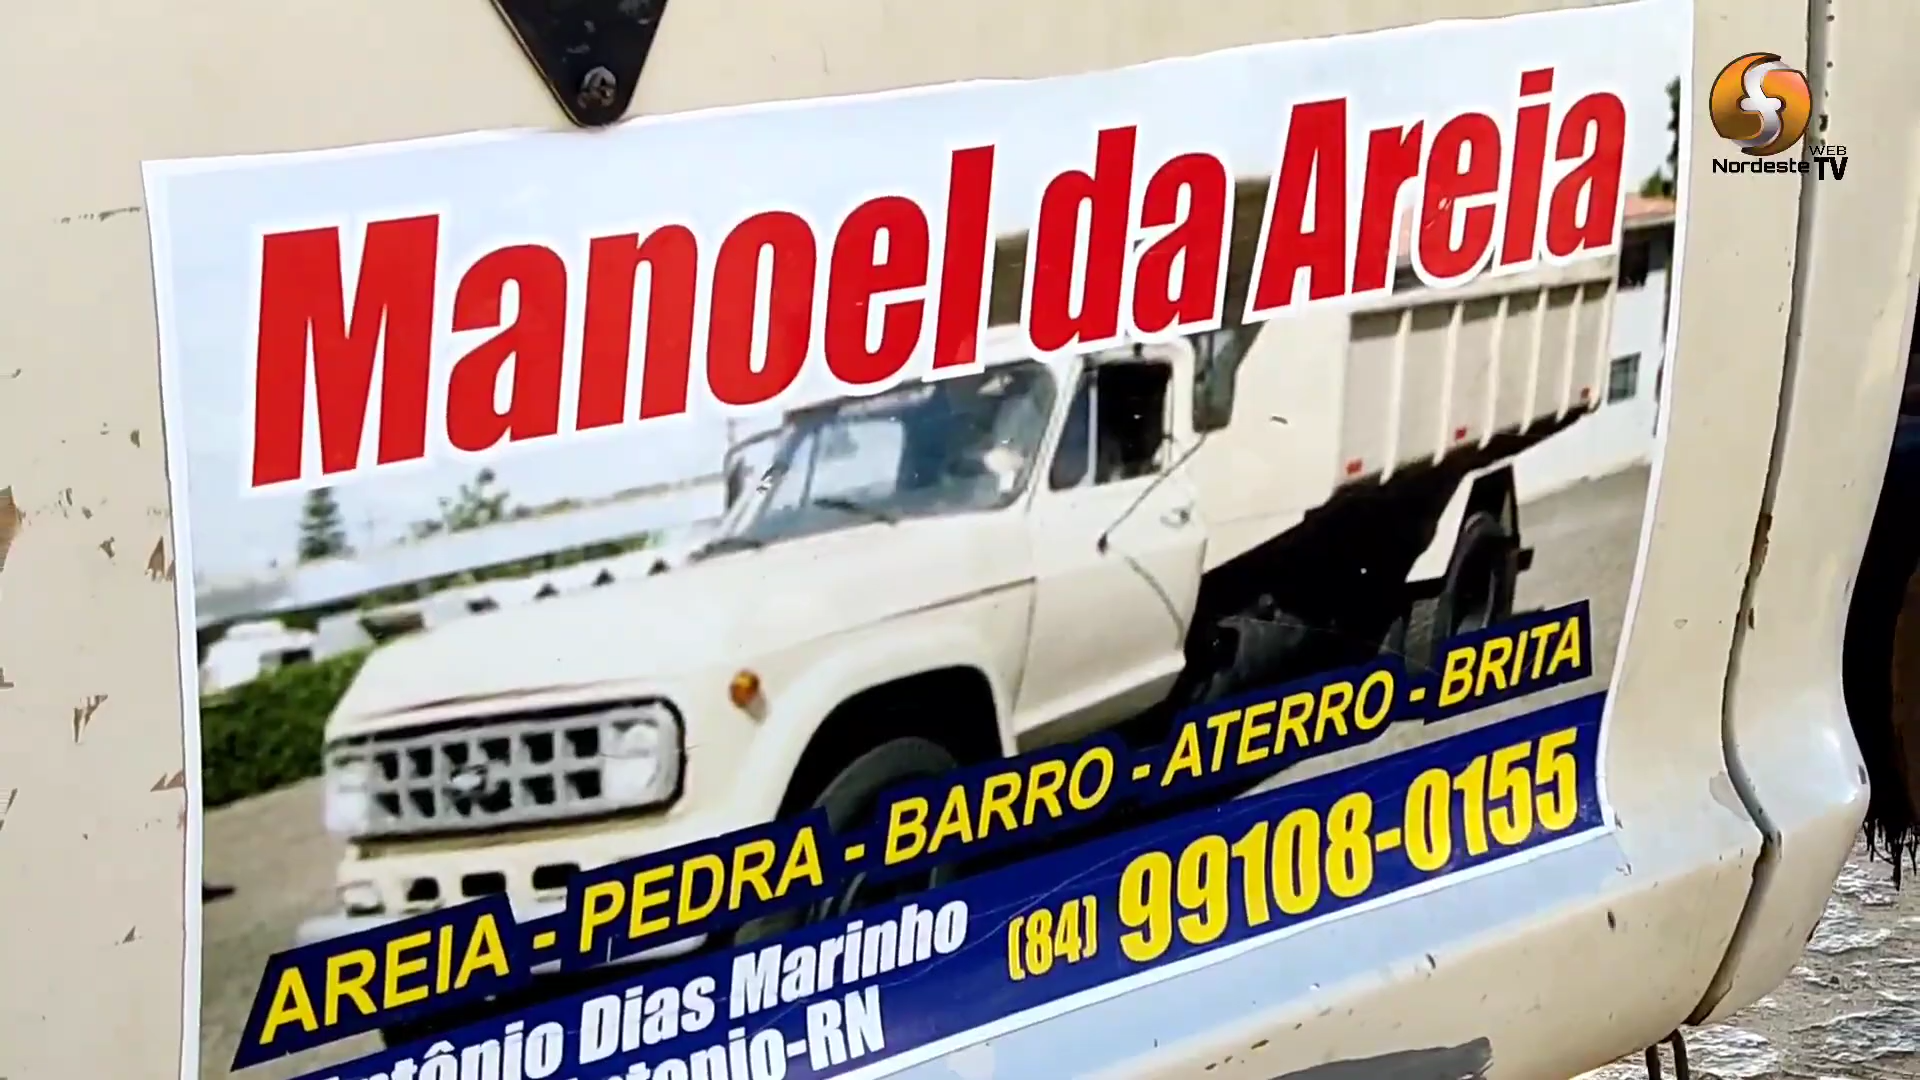 Manoel da Areia
AREIA - PEDRA - BARRO - ATERRO - BRITA
Dias Marinho (84) 99108-0155
-RN
WEB
Nordeste TV